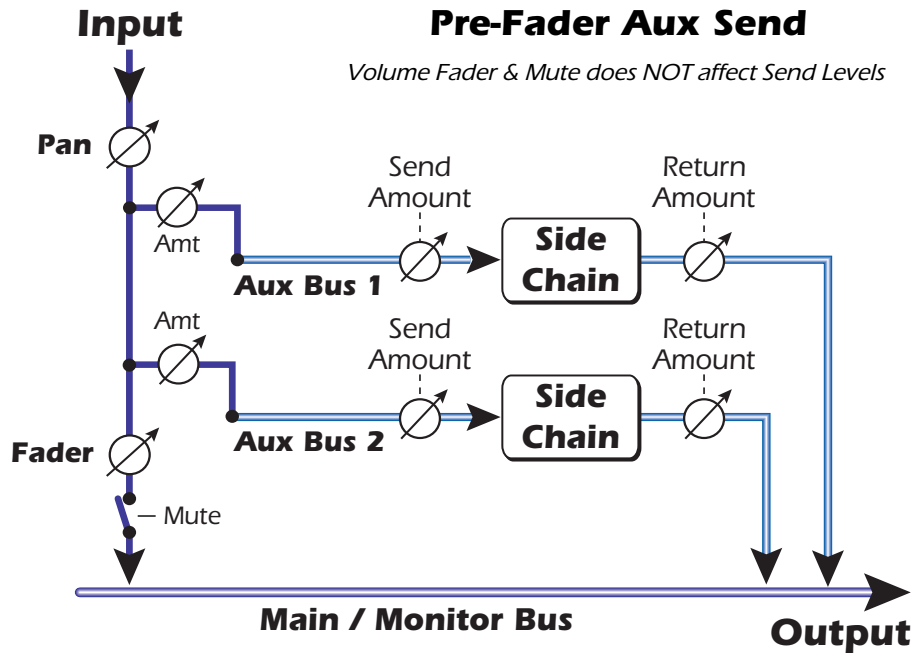 Input
Pre-Fader Aux Send
Volume Fader & Mute does NOT affect Send Levels
Pan
Amt
Send
Amount
Return
Amount
Side
Chain
Aux Bus 1
Amt
Send
Amount
Return
Amount
Side
Chain
Aux Bus 2
Fader
Mute
Main / Monitor Bus
Output